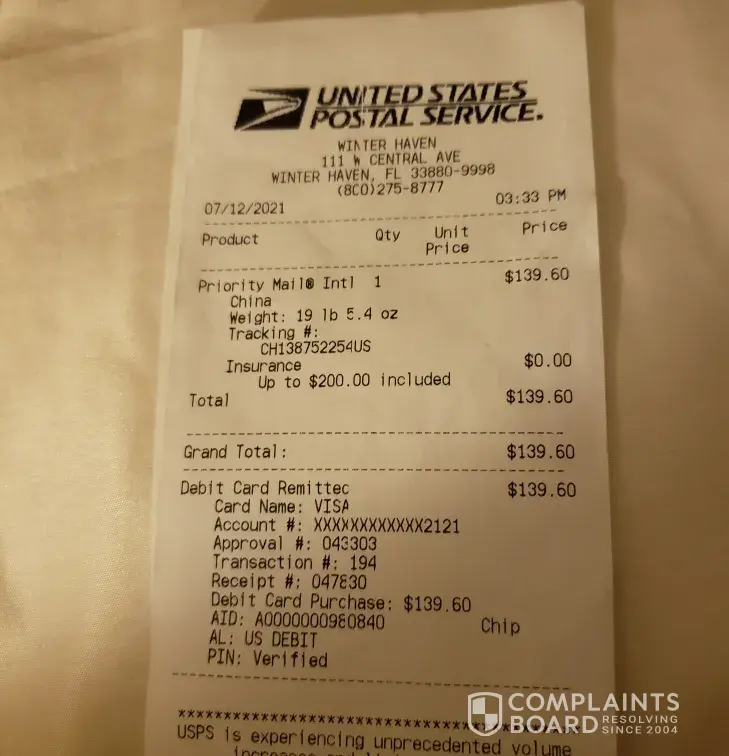 UNITED STATES
POSTAL SERVICE.
WINTER HAVEN
111 W CENTRAL AVE
WINTER HAVEN, FL 33880-9998
(800)275-8777
07/12/2021 03:33 PM
Product Qty Unit Price
Price
Priority Mail® Intl 1 $139.60
China
Weight: 19 lb 5.4 oz
Tracking #:
CH138752254US
Insurance $0.00
Up to $200.00 included
Total $139.60
Grand Total: $139.60
Debit Card Remitted $139.60
Card Name: VISA
Account #: XXXXXXXXXXXX2121
Approval #: 043303
Transaction #: 194
Receipt #: 047830
Debit Card Purchase: $139.60
AID: A0000000980840 Chip
AL: US DEBIT
PIN: Verified
USPS is experiencing unprecedented volume
COMPLAINTS
BOARD RESOLVING
SINCE 2004